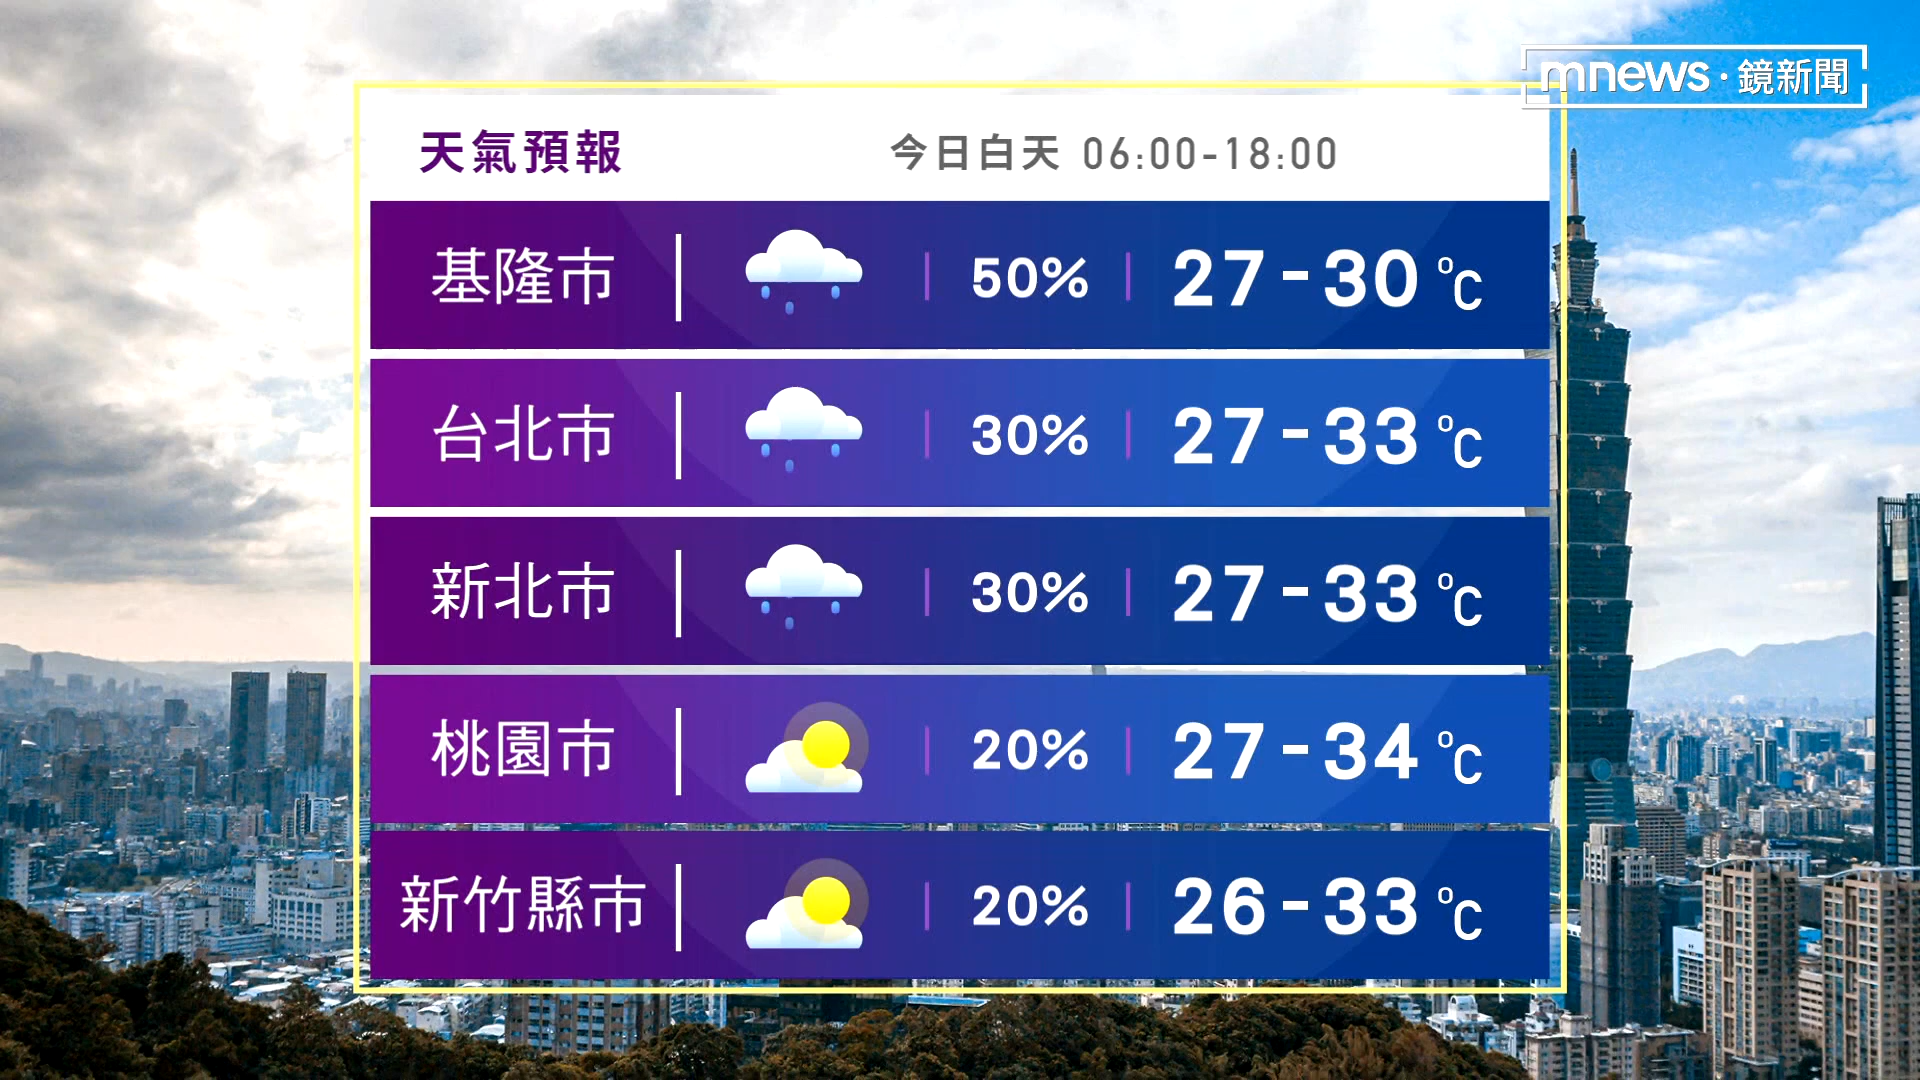 mnews·鏡新聞
天氣預報 今日白天 06:00-18:00
基隆市 50% 27-30℃
台北市 30% 27-33℃
新北市 30% 27-33℃
桃園市 20% 27-34℃
新竹縣市 20% 26-33℃